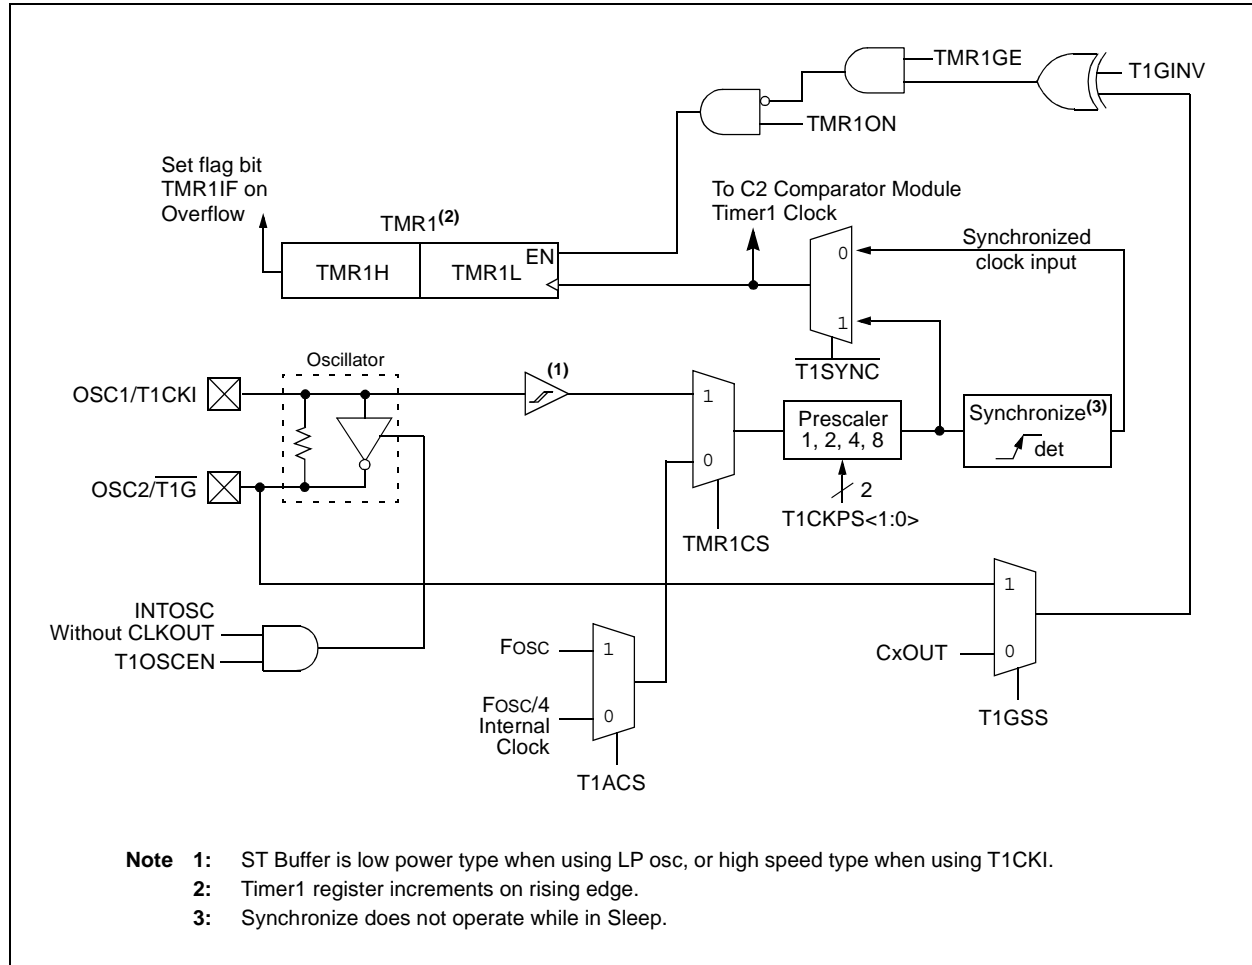 TMR1GE
T1GINV
TMR1ON
Set flag bit
TMR1IF on
Overflow
To C2 Comparator Module
Timer1 Clock
TMR1(2)
EN
TMR1H
TMR1L
0
Synchronized
clock input
1
T1SYNC
Oscillator
(1)
OSC1/T1CKI
1
Prescaler
1, 2, 4, 8
Synchronize(3)
det
0
OSC2/T1G
2
T1CKPS<1:0>
TMR1CS
1
INTOSC
Without CLKOUT
T1OSCEN
FOSC
1
CxOUT
0
FOSC/4
Internal
Clock
0
T1GSS
T1ACS
Note 1: ST Buffer is low power type when using LP osc, or high speed type when using T1CKI.
2: Timer1 register increments on rising edge.
3: Synchronize does not operate while in Sleep.